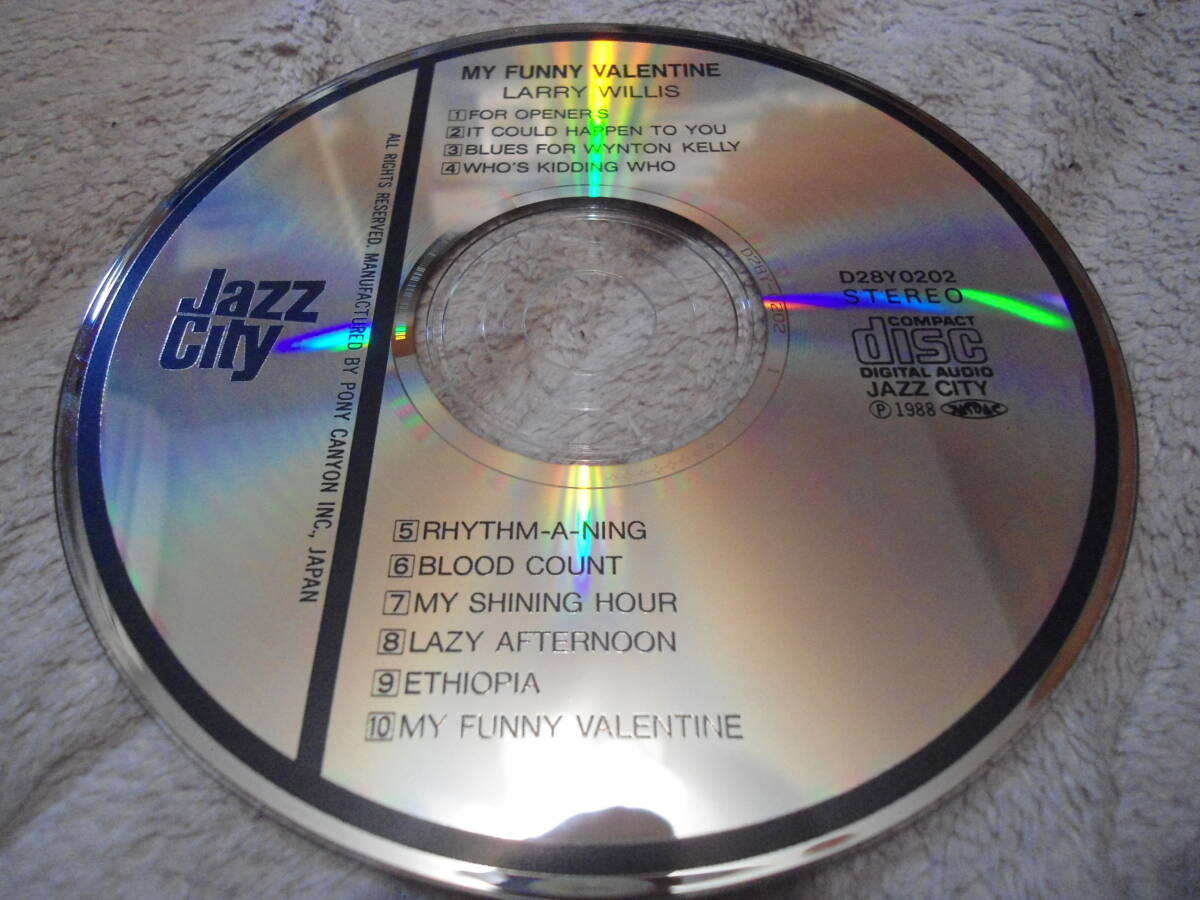 MY FUNNY VALENTINE
LARRY WILLIS
1 FOR OPENERS
2 IT COULD HAPPEN TO YOU
3 BLUES FOR WYNTON KELLY
4 WHO'S KIDDING WHO
ALL RIGHTS RESERVED. MANUFACTURED BY PONY CANYON INC., JAPAN
Jazz
City
D28Y0202
STEREO
COMPACT
disc
DIGITAL AUDIO
JAZZ CITY
Ⓟ1988
5 RHYTHM-A-NING
6 BLOOD COUNT
7 MY SHINING HOUR
8 LAZY AFTERNOON
9 ETHIOPIA
10 MY FUNNY VALENTINE